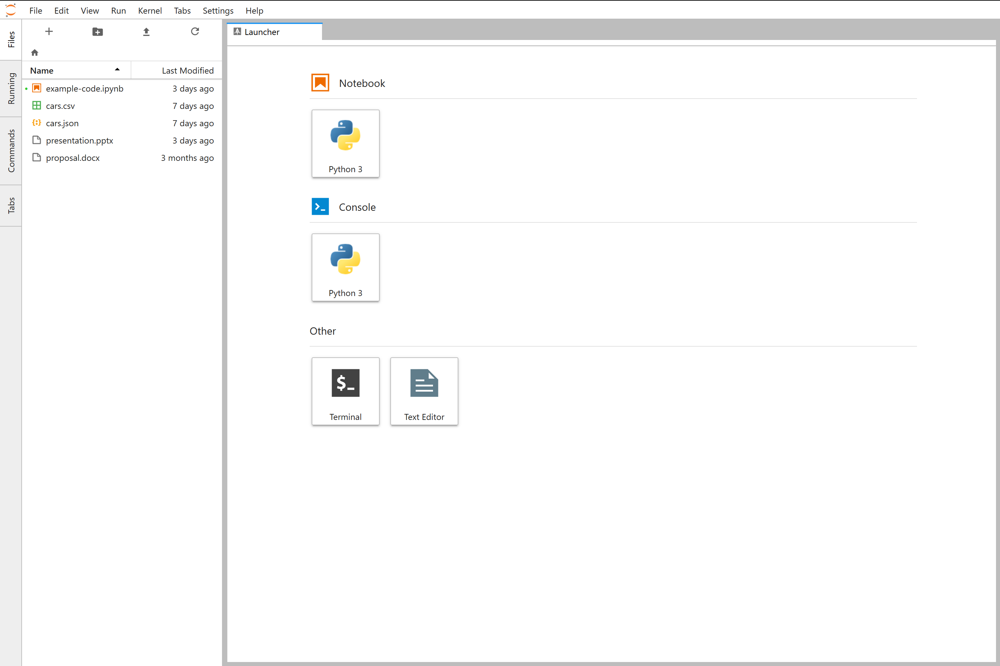 File Edit View Run Kernel Tabs Settings Help
Files
Running
Commands
Tabs
Name Last Modified
example-code.ipynb 3 days ago
cars.csv 7 days ago
cars.json 7 days ago
presentation.pptx 3 days ago
proposal.docx 3 months ago
Launcher
Notebook
Python 3
Console
Python 3
Other
$_
Terminal Text Editor